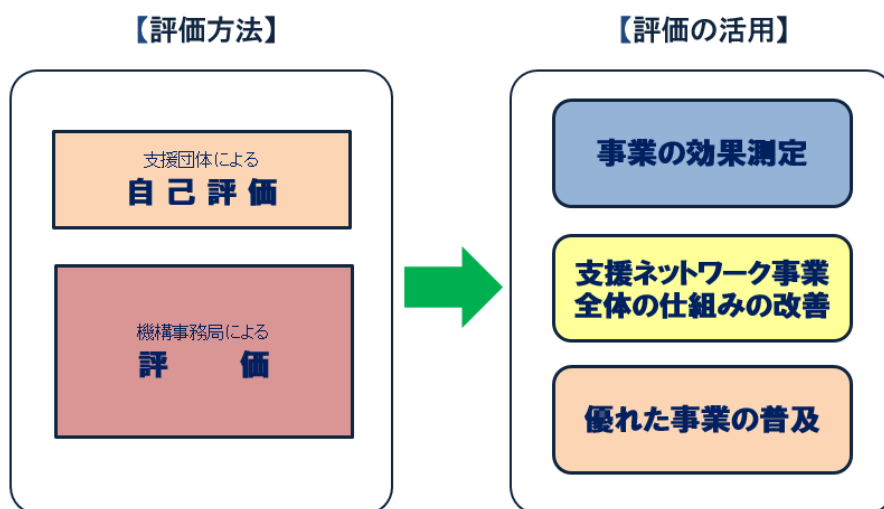 【評価方法】
支援団体による
自己評価
機構事務局による
評　価
【評価の活用】
事業の効果測定
支援ネットワーク事業
全体の仕組みの改善
優れた事業の普及